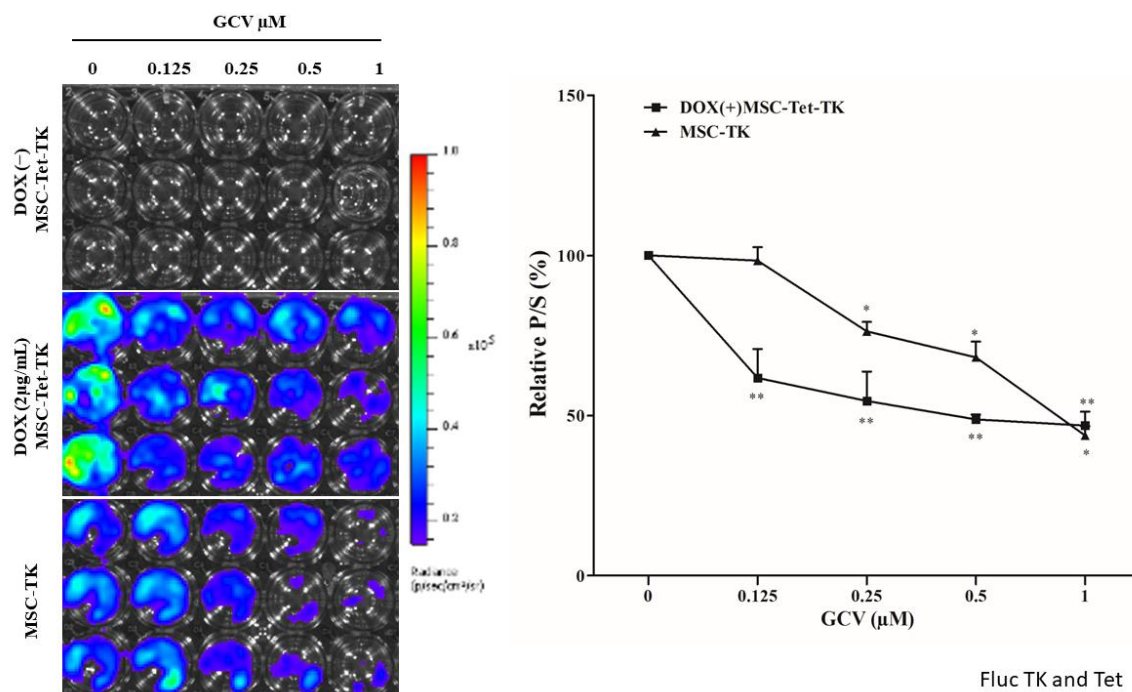 GCV µM
0 0.125 0.25 0.5 1
DOX (−)
MSC-Tet-TK
DOX (2µg/mL)
MSC-Tet-TK
MSC-TK
1.0
0.8
0.6
x10⁵
0.4
0.2
Radiance
(p/sec/cm²/sr)
DOX(+)MSC-Tet-TK
MSC-TK
Relative P/S (%)
150
100
50
0
* *
** ** ** **
*
0 0.125 0.25 0.5 1
GCV (µM)
Fluc TK and Tet